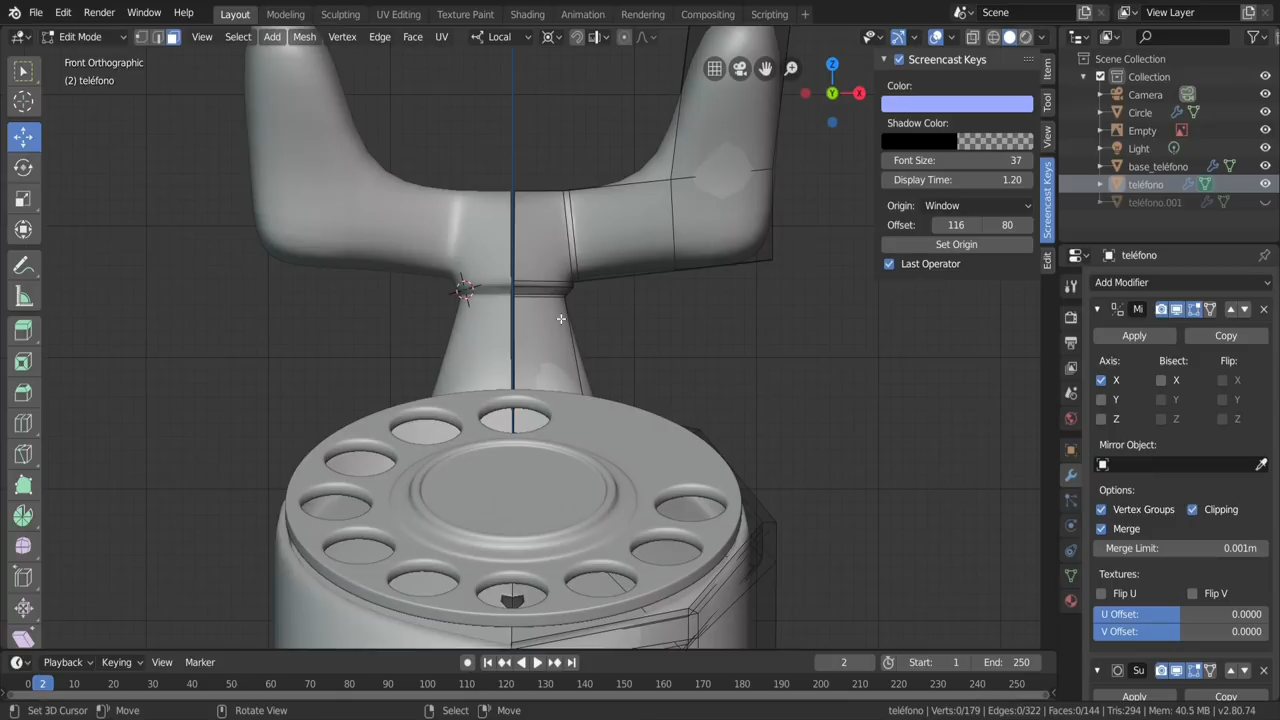 File Edit Render Window Help Layout Modeling Sculpting UV Editing Texture Paint Shading Animation Rendering Compositing Scripting + Scene View Layer
Edit Mode View Select Add Mesh Vertex Edge Face UV Local
Front Orthographic
(2) teléfono
Z
Y
X
Screencast Keys
Color:
Shadow Color:
Font Size: 37
Display Time: 1.20
Origin: Window
Offset: 116 80
Set Origin
Last Operator
Item
Tool
View
Screencast Keys
Edit
Scene Collection
Collection
Camera
Circle
Empty
Light
base_teléfono
teléfono
teléfono.001
teléfono
Add Modifier
Mi
Apply Copy
Axis: Bisect: Flip:
X X X
Y Y Y
Z Z Z
Mirror Object:
Options:
Vertex Groups Clipping
Merge
Merge Limit: 0.001m
Textures:
Flip U Flip V
U Offset: 0.0000
V Offset: 0.0000
Su
Apply Copy
Playback Keying View Marker 2 Start: 1 End: 250
0 2 10 20 30 40 50 60 70 80 90 100 110 120 130 140 150 160 170 180 190 200 210 220 230 240 250
Set 3D Cursor Move Rotate View Select Move teléfono | Verts:0/179 | Edges:0/322 | Faces:0/144 | Tris:294 | Mem: 40.5 MB | v2.80.74